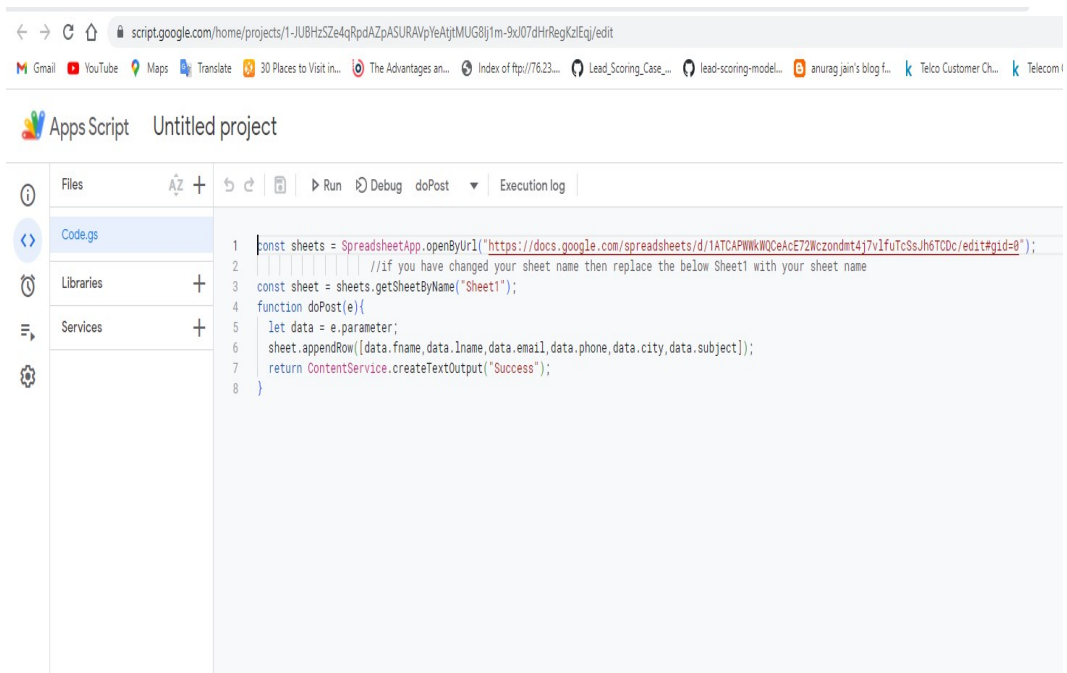 script.google.com/home/projects/1-JUBHzSZe4qRpdAZpASURAVpYeAtjtMUG8Ij1m-9xJ07dHrRegKzlEqj/edit
Gmail YouTube Maps Translate 30 Places to Visit in... The Advantages an... Index of ftp://76.23.... Lead_Scoring_Case_... lead-scoring-model... anurag jain's blog f... Telco Customer Ch... Telecom
Apps Script Untitled project
Files AZ Run Debug doPost Execution log
Code.gs
Libraries
Services
1 const sheets = SpreadsheetApp.openByUrl("https://docs.google.com/spreadsheets/d/1ATCAPWWkWQCeAcE72Wczondmt4j7vlfuTcSsJh6TCDc/edit#gid=0");
2 //if you have changed your sheet name then replace the below Sheet1 with your sheet name
3 const sheet = sheets.getSheetByName("Sheet1");
4 function doPost(e){
5 let data = e.parameter;
6 sheet.appendRow([data.fname,data.lname,data.email,data.phone,data.city,data.subject]);
7 return ContentService.createTextOutput("Success");
8 }